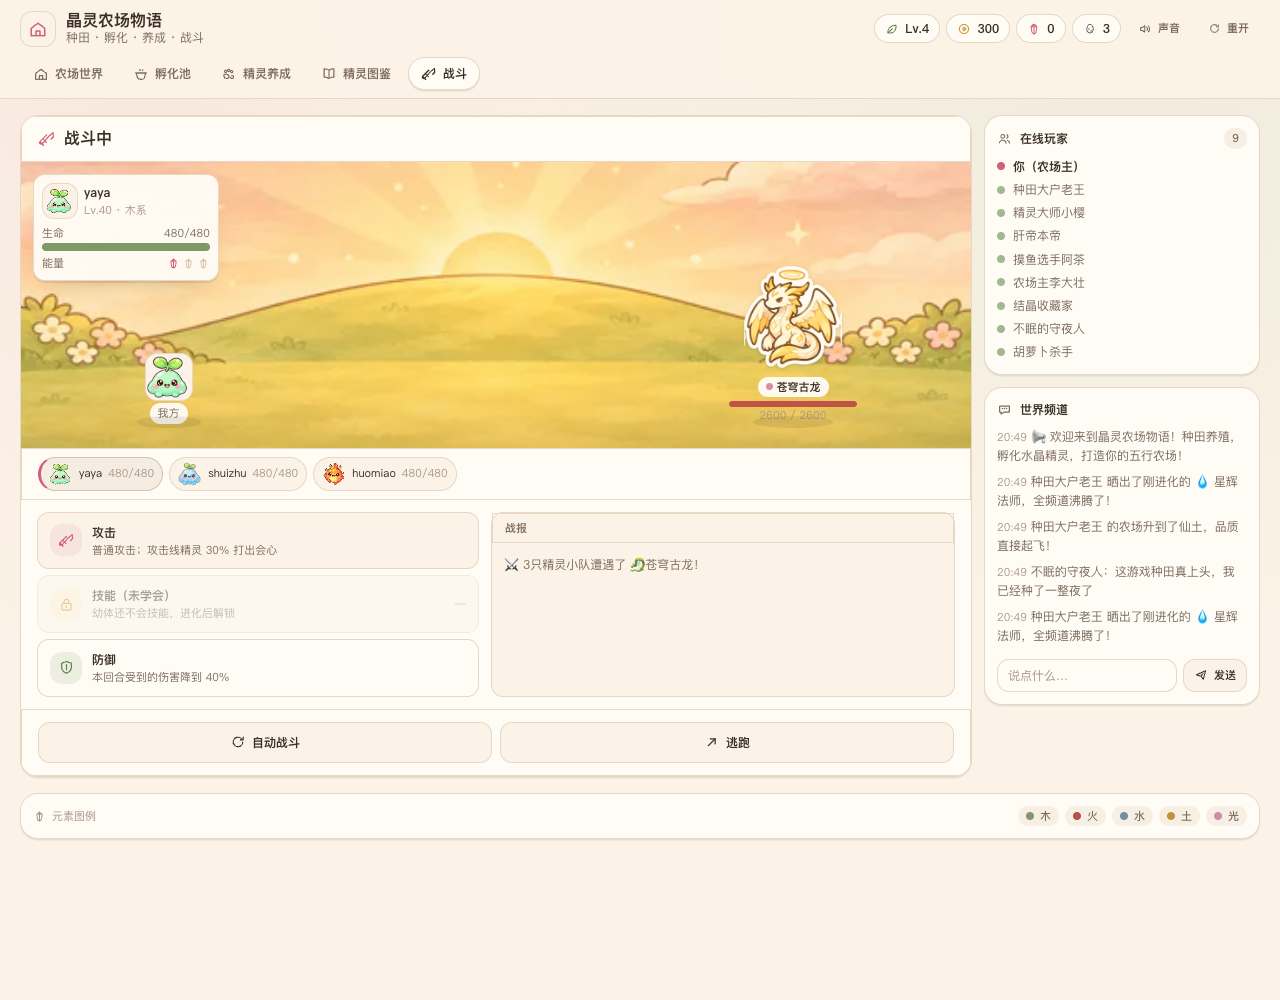 晶灵农场物语
种田 · 孵化 · 养成 · 战斗
Lv.4
300
0
3
声音
重开
农场世界
孵化池
精灵养成
精灵图鉴
战斗
战斗中
yaya
Lv.40 · 木系
生命 480/480
能量
我方
苍穹古龙
2600 / 2600
yaya 480/480
shuizhu 480/480
huomiao 480/480
攻击
普通攻击；攻击线精灵 30% 打出会心
技能（未学会）
幼体还不会技能，进化后解锁
—
防御
本回合受到的伤害降到 40%
战报
⚔️ 3只精灵小队遭遇了 🐉苍穹古龙！
自动战斗
逃跑
在线玩家 9
你（农场主）
种田大户老王
精灵大师小樱
肝帝本帝
摸鱼选手阿茶
农场主李大壮
结晶收藏家
不眠的守夜人
胡萝卜杀手
世界频道
20:49 📢 欢迎来到晶灵农场物语！种田养殖，
孵化水晶精灵，打造你的五行农场！
20:49 种田大户老王 晒出了刚进化的 💧 星辉
法师，全频道沸腾了！
20:49 种田大户老王 的农场升到了仙土，品质
直接起飞！
20:49 不眠的守夜人：这游戏种田真上头，我
已经种了一整夜了
20:49 种田大户老王 晒出了刚进化的 💧 星辉
法师，全频道沸腾了！
说点什么...
发送
元素图例
木
火
水
土
光